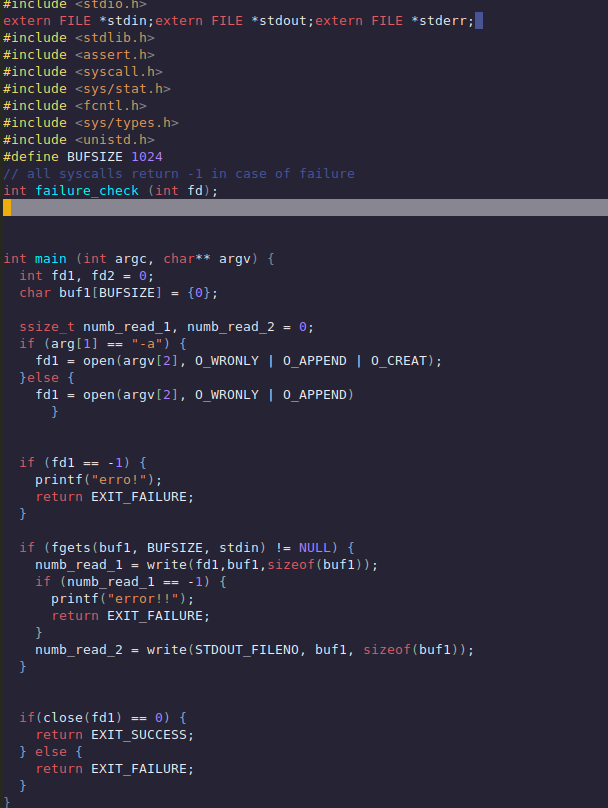 #include <stdio.h>
extern FILE *stdin;extern FILE *stdout;extern FILE *stderr;
#include <stdlib.h>
#include <assert.h>
#include <syscall.h>
#include <sys/stat.h>
#include <fcntl.h>
#include <sys/types.h>
#include <unistd.h>
#define BUFSIZE 1024
// all syscalls return -1 in case of failure
int failure_check (int fd);
int main (int argc, char** argv) {
  int fd1, fd2 = 0;
  char buf1[BUFSIZE] = {0};
  ssize_t numb_read_1, numb_read_2 = 0;
  if (arg[1] == "-a") {
    fd1 = open(argv[2], O_WRONLY | O_APPEND | O_CREAT);
  }else {
    fd1 = open(argv[2], O_WRONLY | O_APPEND)
      }
  if (fd1 == -1) {
    printf("erro!");
    return EXIT_FAILURE;
  }
  if (fgets(buf1, BUFSIZE, stdin) != NULL) {
    numb_read_1 = write(fd1,buf1,sizeof(buf1));
    if (numb_read_1 == -1) {
      printf("error!!");
      return EXIT_FAILURE;
    }
    numb_read_2 = write(STDOUT_FILENO, buf1, sizeof(buf1));
  }
  if(close(fd1) == 0) {
    return EXIT_SUCCESS;
  } else {
    return EXIT_FAILURE;
  }
}